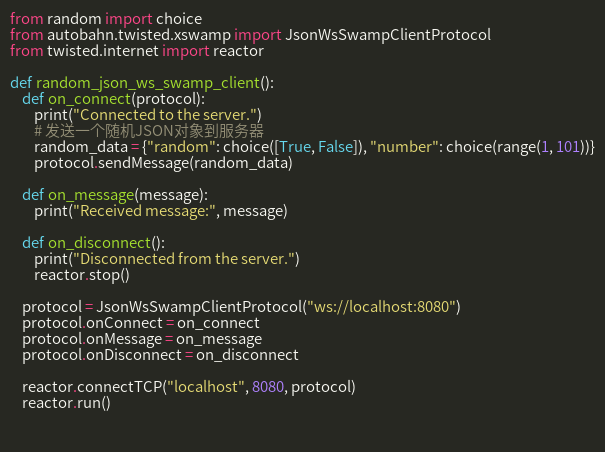 from random import choice
from autobahn.twisted.xswamp import JsonWsSwampClientProtocol
from twisted.internet import reactor
def random_json_ws_swamp_client():
def on_connect(protocol):
print("Connected to the server.")
# 发送一个随机JSON对象到服务器
random_data = {"random": choice([True, False]), "number": choice(range(1, 101))}
protocol.sendMessage(random_data)
def on_message(message):
print("Received message:", message)
def on_disconnect():
print("Disconnected from the server.")
reactor.stop()
protocol = JsonWsSwampClientProtocol("ws://localhost:8080")
protocol.onConnect = on_connect
protocol.onMessage = on_message
protocol.onDisconnect = on_disconnect
reactor.connectTCP("localhost", 8080, protocol)
reactor.run()